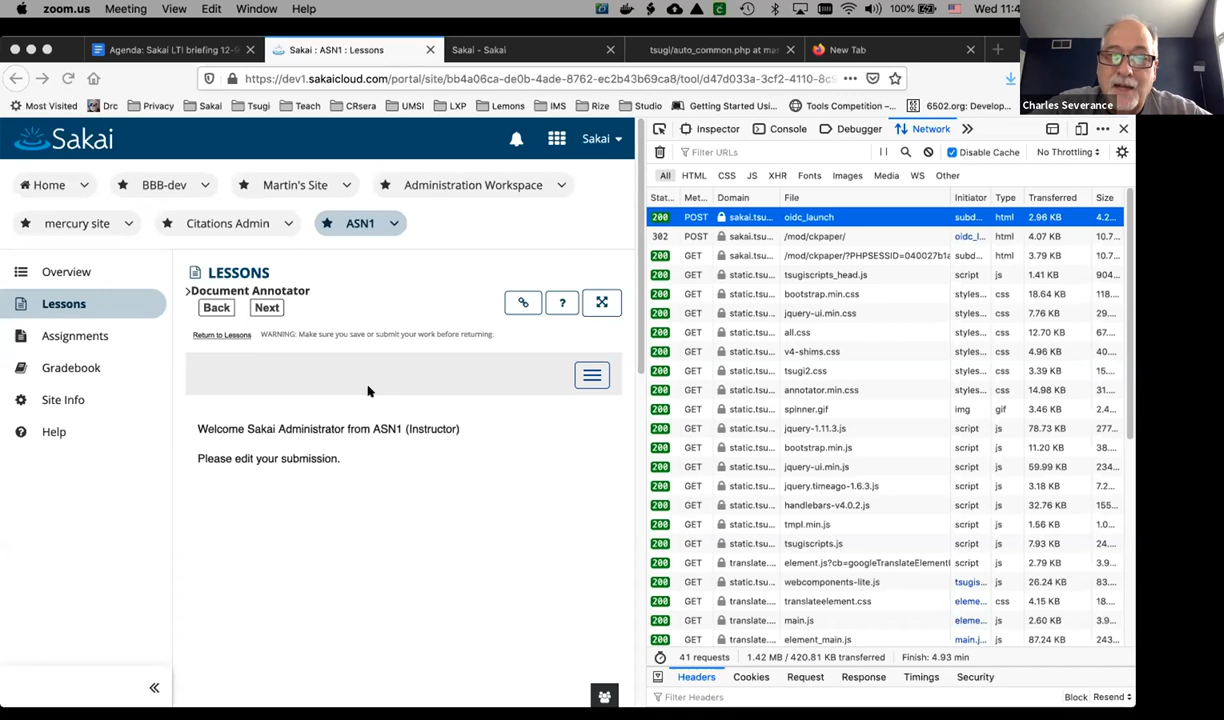 zoom.us Meeting View Edit Window Help 100% Wed 11:4
Agenda: Sakai LTI briefing 12-9 Sakai : ASN1 : Lessons Sakai - Sakai tsugi/auto_common.php at mas New Tab
https://dev1.sakaicloud.com/portal/site/bb4a06ca-de0b-4ade-8762-ec2b43b69ca8/tool/d47d033a-3cf2-4110-8c9
Most Visited Drc Privacy Sakai Tsugi Teach CRsera UMSI LXP Lemons IMS Rize Studio Getting Started Usin... Tools Competition –... 6502.org: Develop...
Charles Severance
Sakai
Sakai
Home BBB-dev Martin's Site Administration Workspace
mercury site Citations Admin ASN1
Overview
Lessons
Assignments
Gradebook
Site Info
Help
LESSONS
>Document Annotator
Back Next
?
Return to Lessons WARNING: Make sure you save or submit your work before returning.
Welcome Sakai Administrator from ASN1 (Instructor)
Please edit your submission.
Inspector Console Debugger Network
Filter URLs Disable Cache No Throttling
All HTML CSS JS XHR Fonts Images Media WS Other
Stat... Met... Domain File Initiator Type Transferred Size
200 POST sakai.tsu... oidc_launch subd... html 2.96 KB 4.2...
302 POST sakai.tsu... /mod/ckpaper/ oidc_l... html 4.07 KB 10.7...
200 GET sakai.tsu... /mod/ckpaper/?PHPSESSID=040027b1a subd... html 3.79 KB 10.7...
200 GET static.tsu... tsugiscripts_head.js script js 1.41 KB 904...
200 GET static.tsu... bootstrap.min.css styles... css 18.64 KB 118...
200 GET static.tsu... jquery-ui.min.css styles... css 7.76 KB 29...
200 GET static.tsu... all.css styles... css 12.70 KB 67...
200 GET static.tsu... v4-shims.css styles... css 4.96 KB 40...
200 GET static.tsu... tsugi2.css styles... css 3.39 KB 15...
200 GET static.tsu... annotator.min.css styles... css 14.98 KB 31...
200 GET static.tsu... spinner.gif img gif 3.46 KB 2.4...
200 GET static.tsu... jquery-1.11.3.js script js 78.73 KB 277...
200 GET static.tsu... bootstrap.min.js script js 11.20 KB 38...
200 GET static.tsu... jquery-ui.min.js script js 59.99 KB 234...
200 GET static.tsu... jquery.timeago-1.6.3.js script js 3.18 KB 7.2...
200 GET static.tsu... handlebars-v4.0.2.js script js 32.76 KB 155...
200 GET static.tsu... tmpl.min.js script js 1.56 KB 1.0...
200 GET static.tsu... tsugiscripts.js script js 7.93 KB 24...
200 GET translate.... element.js?cb=googleTranslateElementI script js 2.79 KB 3.9...
200 GET static.tsu... webcomponents-lite.js tsugis... js 26.24 KB 83...
200 GET translate.... translateelement.css eleme... css 4.15 KB 18...
200 GET translate.... main.js eleme... js 2.60 KB 3.9...
200 GET translate.... element_main.js main.j... js 87.24 KB 243...
41 requests 1.42 MB / 420.81 KB transferred Finish: 4.93 min
Headers Cookies Request Response Timings Security
Filter Headers Block Resend